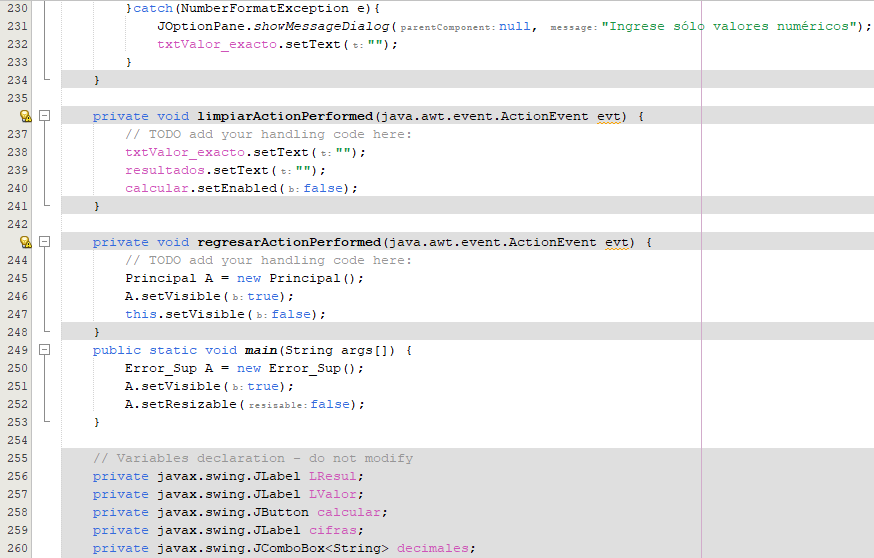 230 }catch(NumberFormatException e){
231 JOptionPane.showMessageDialog( parentComponent: null, message: "Ingrese sólo valores numéricos");
232 txtValor_exacto.setText( t: "");
233 }
234 }
235
private void limpiarActionPerformed(java.awt.event.ActionEvent evt) {
237 // TODO add your handling code here:
238 txtValor_exacto.setText( t: "");
239 resultados.setText( t: "");
240 calcular.setEnabled( b: false);
241 }
242
private void regresarActionPerformed(java.awt.event.ActionEvent evt) {
244 // TODO add your handling code here:
245 Principal A = new Principal();
246 A.setVisible( b: true);
247 this.setVisible( b: false);
248 }
249 public static void main(String args[]) {
250 Error_Sup A = new Error_Sup();
251 A.setVisible( b: true);
252 A.setResizable( resizable: false);
253 }
254
255 // Variables declaration - do not modify
256 private javax.swing.JLabel LResul;
257 private javax.swing.JLabel LValor;
258 private javax.swing.JButton calcular;
259 private javax.swing.JLabel cifras;
260 private javax.swing.JComboBox<String> decimales;